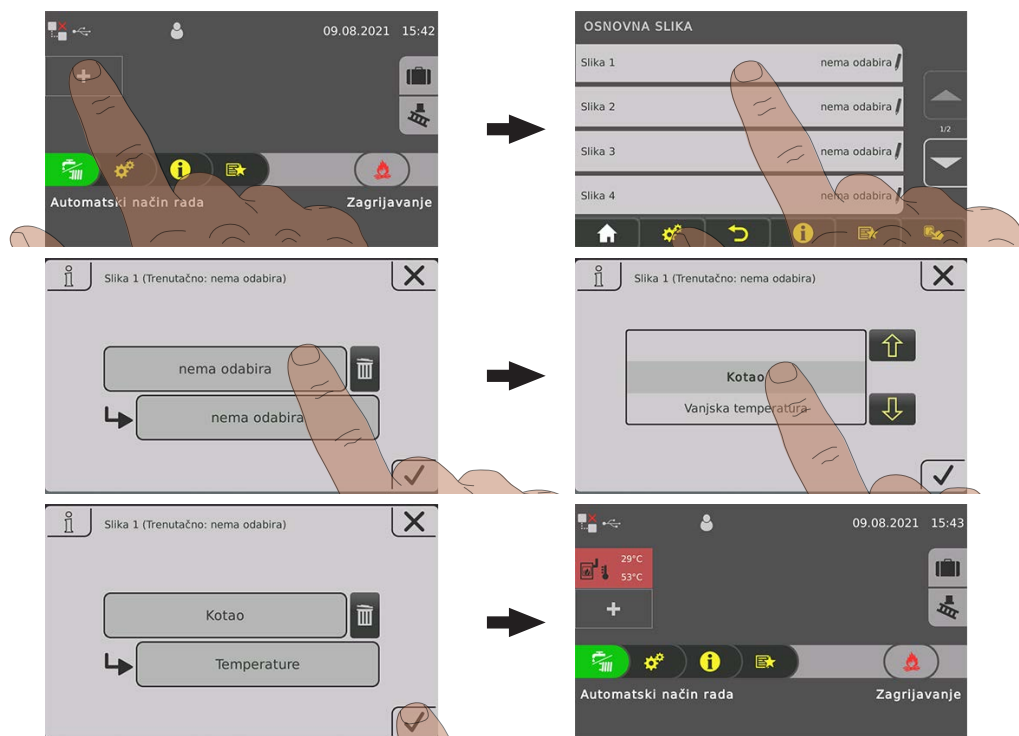 09.08.2021 15:42
Automatski način rada
Zagrijavanje
OSNOVNA SLIKA
Slika 1 nema odabira
Slika 2 nema odabira
1/2
Slika 3 nema odabira
Slika 4 nema odabira
Slika 1 (Trenutačno: nema odabira)
nema odabira
nema odabira
Slika 1 (Trenutačno: nema odabira)
Kotao
Vanjska temperatura
Slika 1 (Trenutačno: nema odabira)
Kotao
Temperature
09.08.2021 15:43
29°C
53°C
Automatski način rada
Zagrijavanje